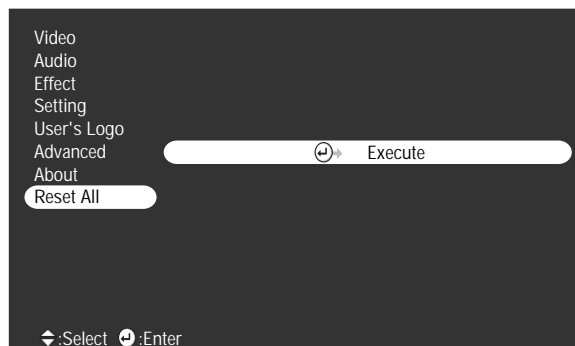 Video
Audio
Effect
Setting
User's Logo
Advanced
Execute
About
Reset All
:Select :Enter